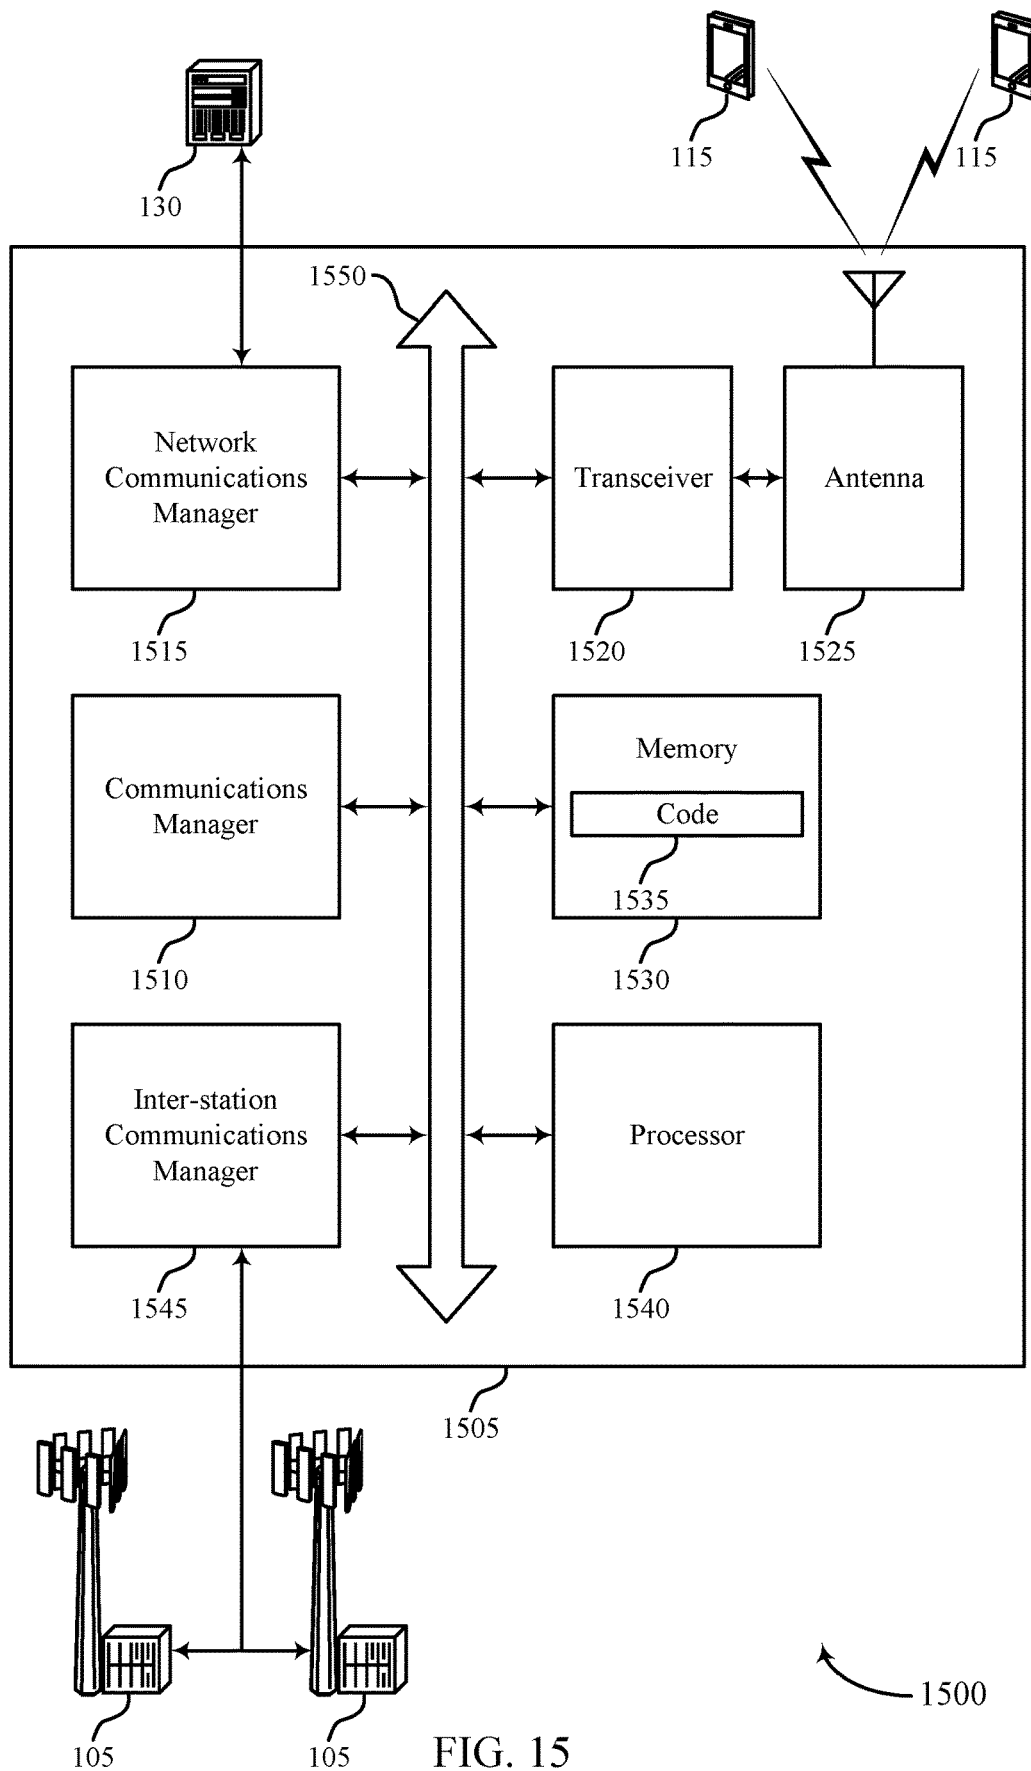 130
115
115
1550
Network
Communications
Manager
Transceiver
Antenna
1515
1520
1525
Communications
Manager
Memory
Code
1535
1510
1530
Inter-station
Communications
Manager
Processor
1545
1540
1505
105
105
1500
FIG. 15